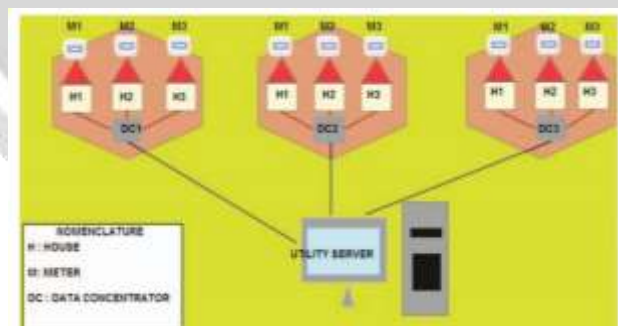 M1 M2 M3 M1 M2 M3 M1 M2 M3
H1 H2 H3 H1 H2 H3 H1 H2 H3
DC1 DC2 DC3
UTILITY SERVER
NOMENCLATURE
H : HOUSE
M: METER
DC : DATA CONCENTRATOR